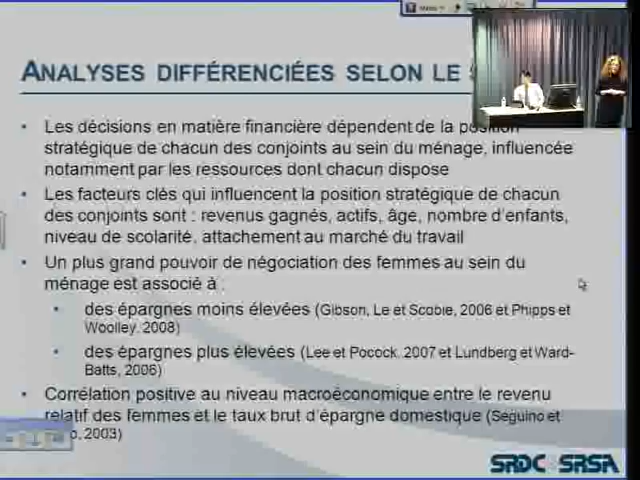 ANALYSES DIFFÉRENCIÉES SELON LE
• Les décisions en matière financière dépendent de la position
stratégique de chacun des conjoints au sein du ménage, influencée
notamment par les ressources dont chacun dispose
• Les facteurs clés qui influencent la position stratégique de chacun
des conjoints sont : revenus gagnés, actifs, âge, nombre d'enfants,
niveau de scolarité, attachement au marché du travail
• Un plus grand pouvoir de négociation des femmes au sein du
ménage est associé à :
• des épargnes moins élevées (Gibson, Le et Scobie, 2006 et Phipps et
Woolley, 2008)
• des épargnes plus élevées (Lee et Pocock, 2007 et Lundberg et Ward-
Batts, 2006)
• Corrélation positive au niveau macroéconomique entre le revenu
relatif des femmes et le taux brut d'épargne domestique (Seguino et
2003)
SRDC SRSA